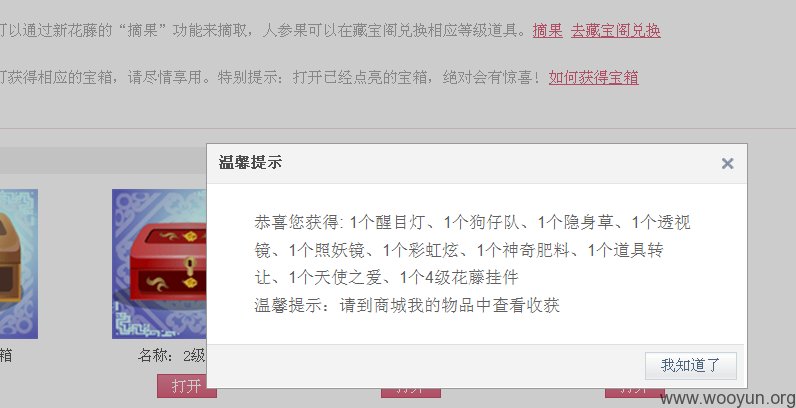 可以通过新花藤的“摘果”功能来摘取，人参果可以在藏宝阁兑换相应等级道具。摘果 去藏宝阁兑换
可获得相应的宝箱，请尽情享用。特别提示：打开已经点亮的宝箱，绝对会有惊喜！如何获得宝箱
温馨提示
恭喜您获得: 1个醒目灯、1个狗仔队、1个隐身草、1个透视
镜、1个照妖镜、1个彩虹炫、1个神奇肥料、1个道具转
让、1个天使之爱、1个4级花藤挂件
温馨提示：请到商城我的物品中查看收获
箱
名称：2级
我知道了
打开
www.wooyun.org